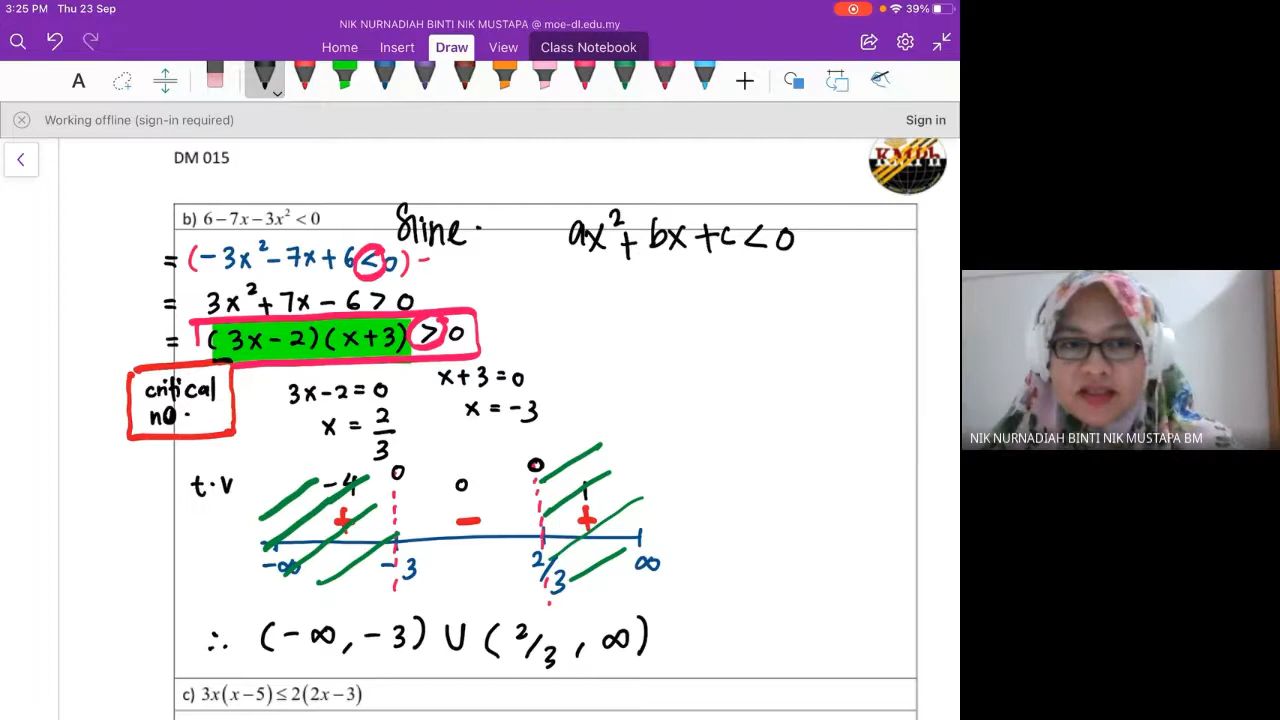 3:25 PM Thu 23 Sep
39%
NIK NURNADIAH BINTI NIK MUSTAPA @ moe-dl.edu.my
Home Insert Draw View Class Notebook
A
Working offline (sign-in required) Sign in
DM 015
KMPh
b) 6−7x−3x² < 0
ax² + bx + c < 0
= (−3x² − 7x + 6 < 0) −
= 3x² + 7x − 6 > 0
= (3x−2)(x+3) > 0
critical
no.
3x−2 = 0
x + 3 = 0
x = 2/3
x = −3
t.v −4 0 0 0 1
+ − +
−∞ −3 2/3 ∞
∴ (−∞, −3) ∪ (2/3, ∞)
c) 3x(x−5) ≤ 2(2x−3)
NIK NURNADIAH BINTI NIK MUSTAPA BM